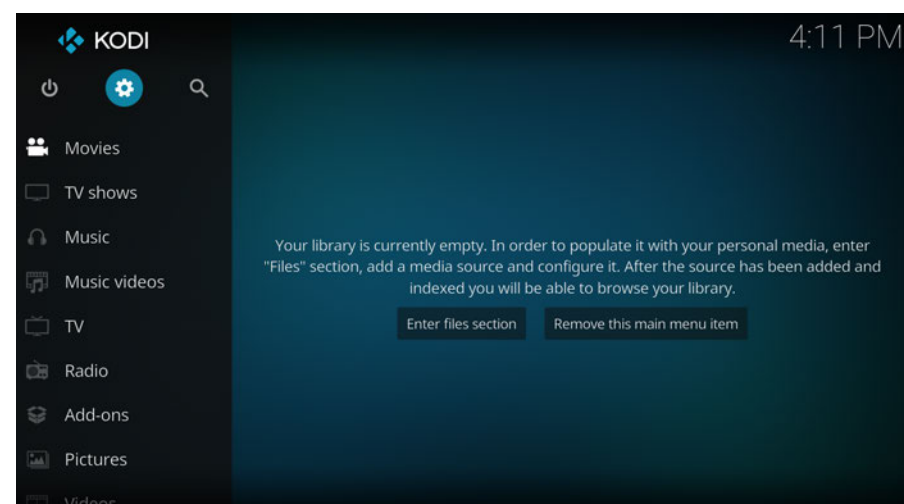 KODI
4:11 PM
Movies
TV shows
Music
Music videos
TV
Radio
Add-ons
Pictures
Videos
Your library is currently empty. In order to populate it with your personal media, enter
"Files" section, add a media source and configure it. After the source has been added and
indexed you will be able to browse your library.
Enter files section
Remove this main menu item